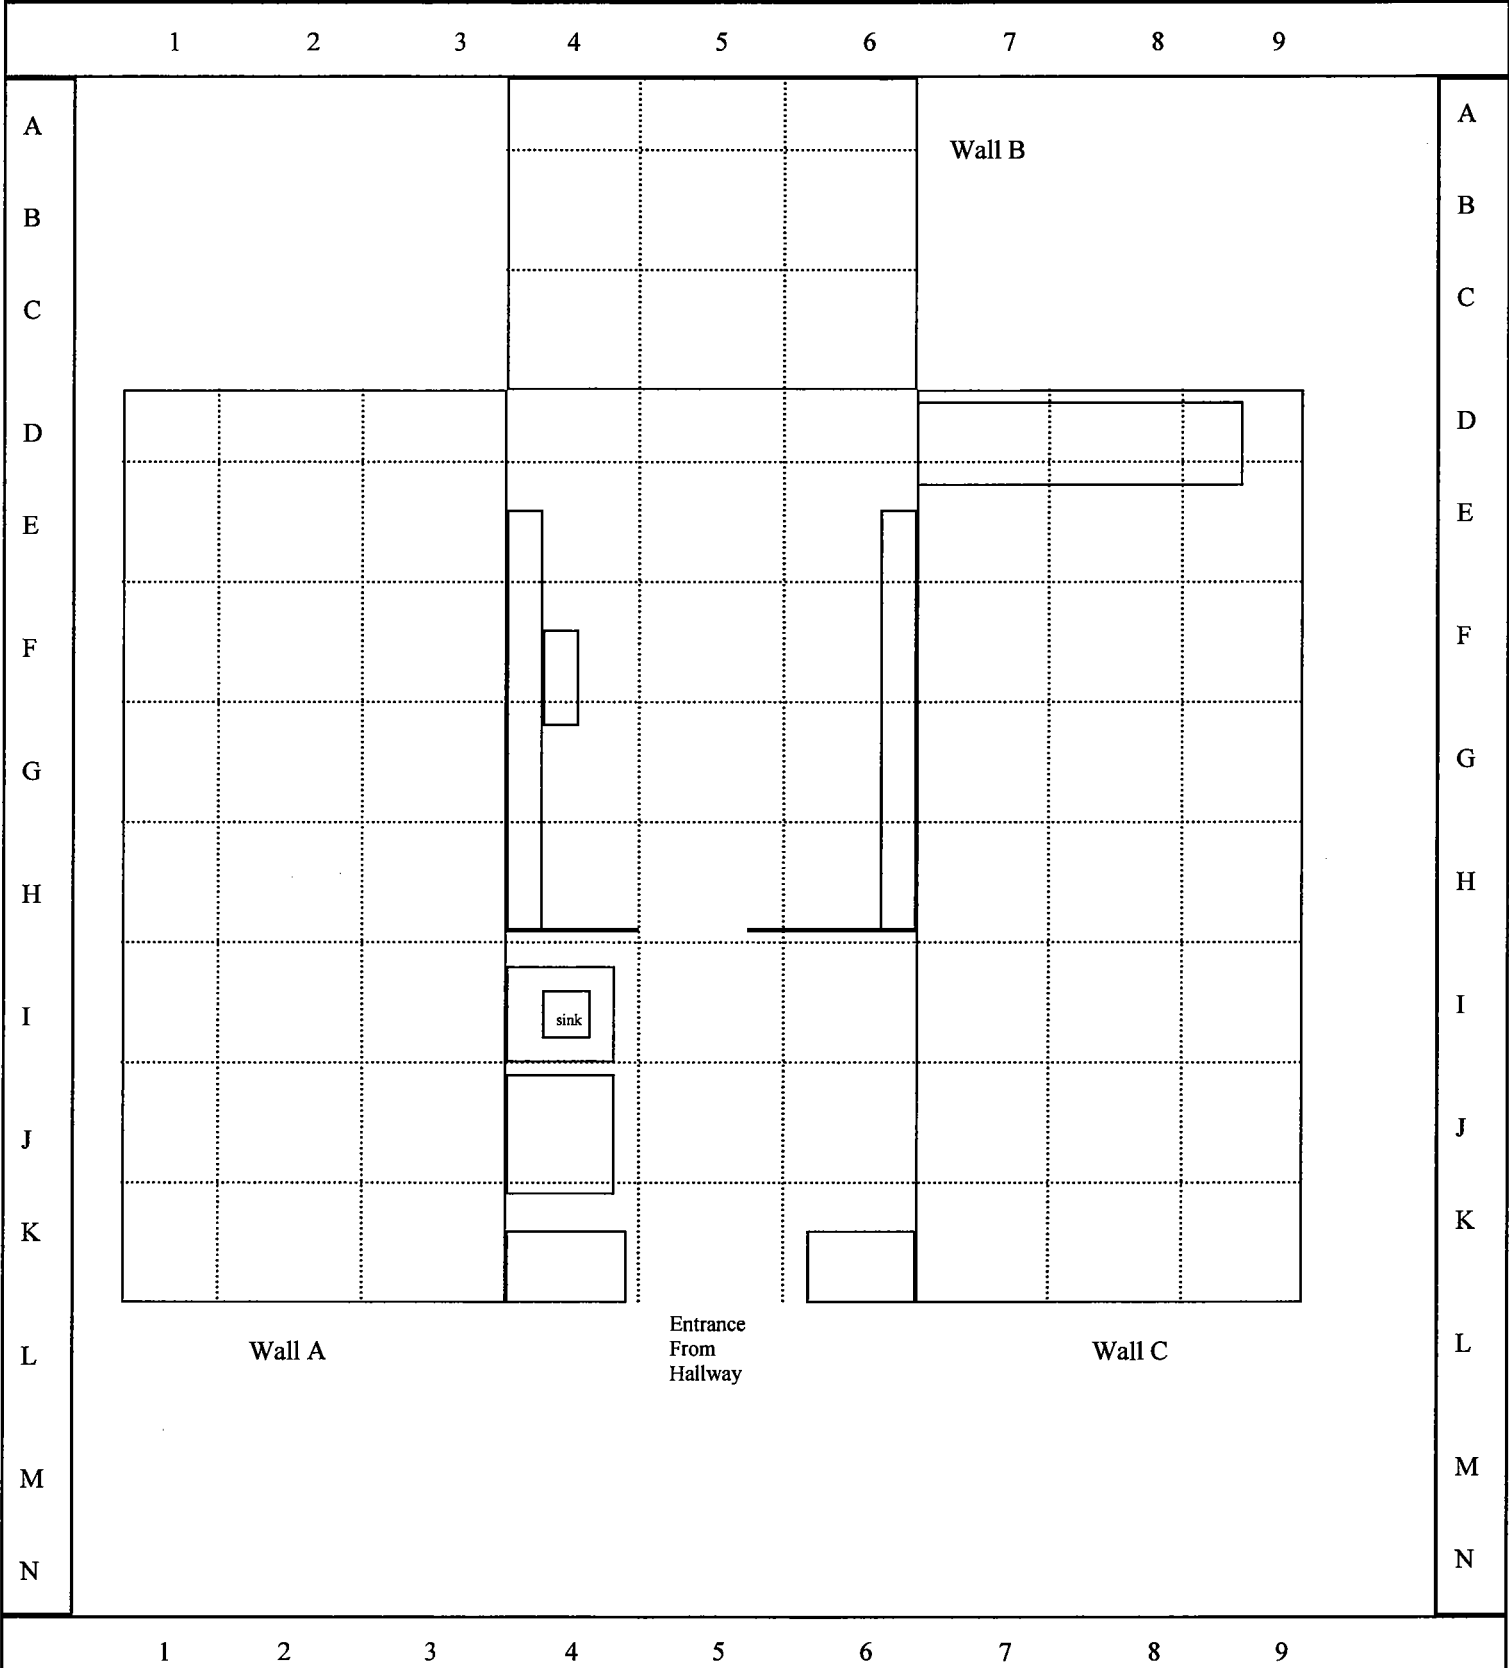 1 2 3 4 5 6 7 8 9
A A
Wall B
B B
C C
D D
E E
F F
G G
H H
I sink I
J J
K K
Entrance
From
Hallway
L Wall A Wall C L
M M
N N
1 2 3 4 5 6 7 8 9